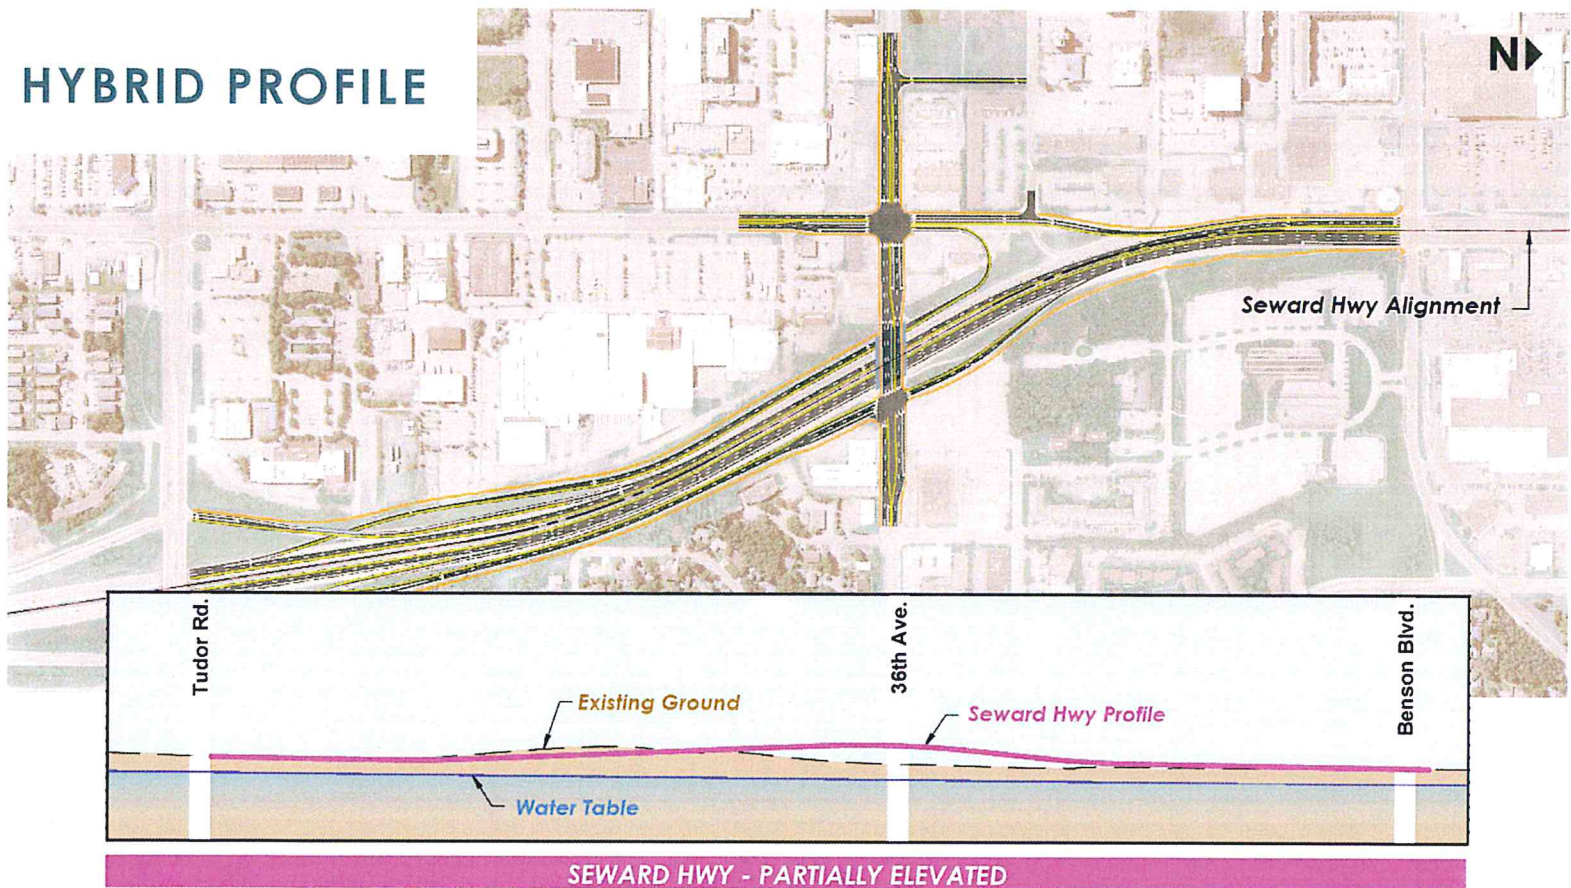 HYBRID PROFILE
N
Seward Hwy Alignment
Tudor Rd.
36th Ave.
Benson Blvd.
Existing Ground
Seward Hwy Profile
Water Table
SEWARD HWY - PARTIALLY ELEVATED